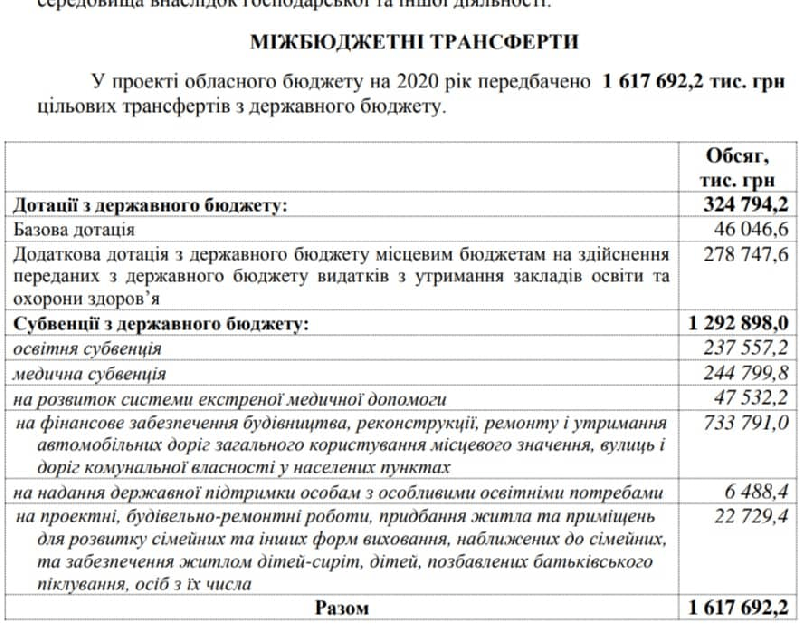 середовища внаслідок господарської та іншої діяльності.
МІЖБЮДЖЕТНІ ТРАНСФЕРТИ
У проекті обласного бюджету на 2020 рік передбачено 1 617 692,2 тис. грн
цільових трансфертів з державного бюджету.
Обсяг,
тис. грн
Дотації з державного бюджету: 324 794,2
Базова дотація 46 046,6
Додаткова дотація з державного бюджету місцевим бюджетам на здійснення 278 747,6
переданих з державного бюджету видатків з утримання закладів освіти та
охорони здоров’я
Субвенції з державного бюджету: 1 292 898,0
освітня субвенція 237 557,2
медична субвенція 244 799,8
на розвиток системи екстреної медичної допомоги 47 532,2
на фінансове забезпечення будівництва, реконструкції, ремонту і утримання 733 791,0
автомобільних доріг загального користування місцевого значення, вулиць і
доріг комунальної власності у населених пунктах
на надання державної підтримки особам з особливими освітніми потребами 6 488,4
на проектні, будівельно-ремонтні роботи, придбання житла та приміщень 22 729,4
для розвитку сімейних та інших форм виховання, наближених до сімейних,
та забезпечення житлом дітей-сиріт, дітей, позбавлених батьківського
піклування, осіб з їх числа
Разом 1 617 692,2